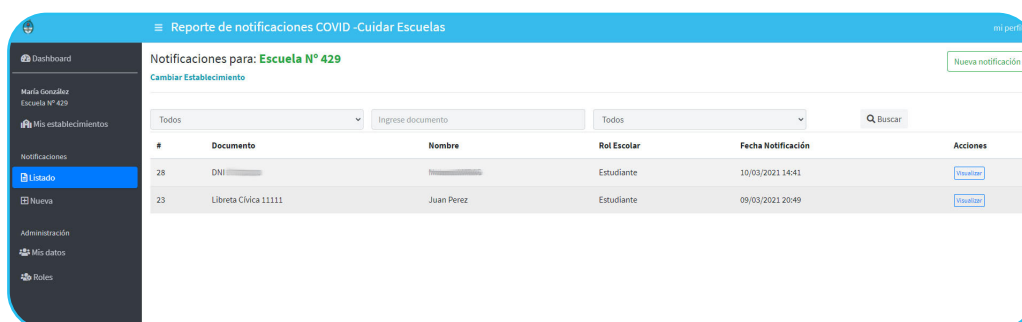 Reporte de notificaciones COVID -Cuidar Escuelas
mi perfil
Dashboard
María González
Escuela Nº 429
Mis establecimientos
Notificaciones
Listado
Nueva
Administración
Mis datos
Roles
Notificaciones para: Escuela Nº 429
Nueva notificación
Cambiar Establecimiento
Todos Ingrese documento Todos Buscar
# Documento Nombre Rol Escolar Fecha Notificación Acciones
28 DNI Estudiante 10/03/2021 14:41 Visualizar
23 Libreta Cívica 11111 Juan Perez Estudiante 09/03/2021 20:49 Visualizar